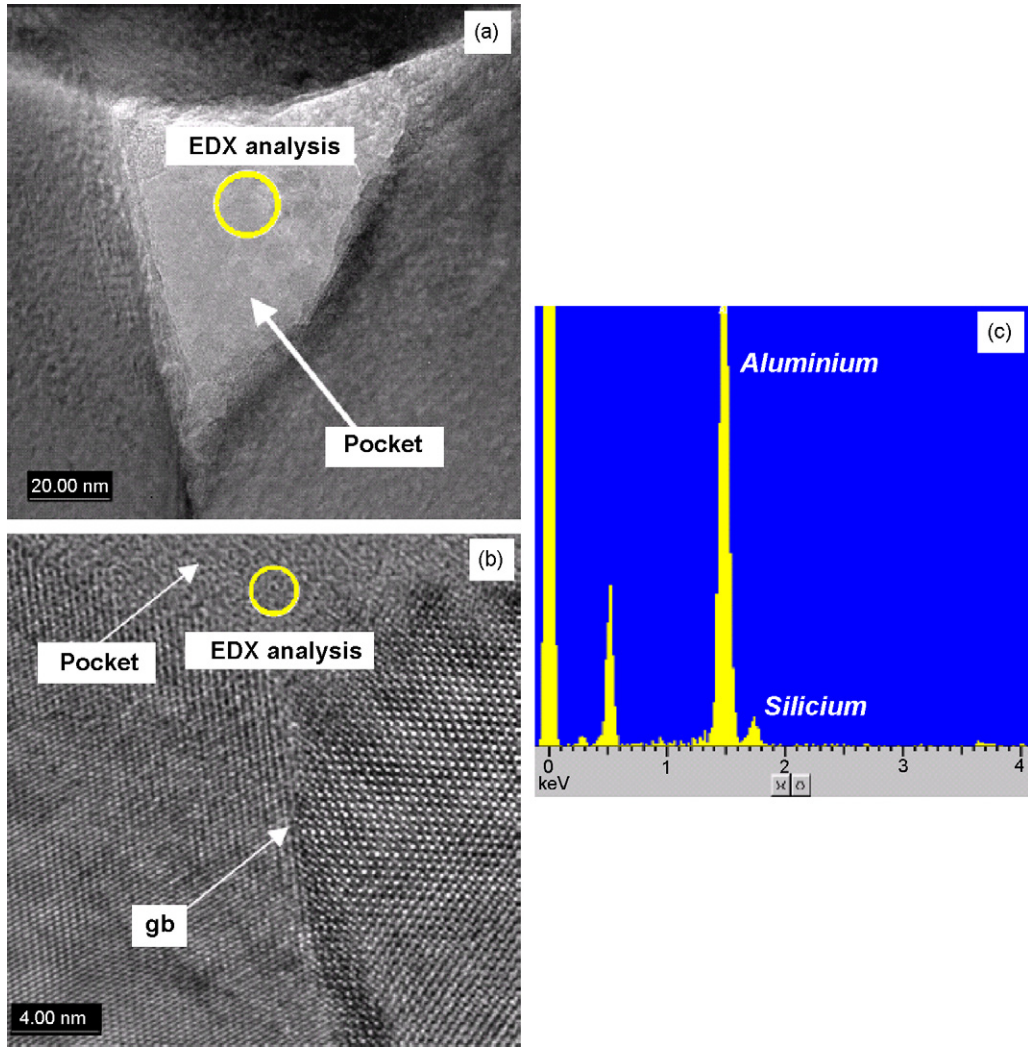 (a)
EDX analysis
Pocket
20.00 nm
(b)
Pocket
EDX analysis
gb
4.00 nm
(c)
Aluminium
Silicium
0 1 2 3 4
keV